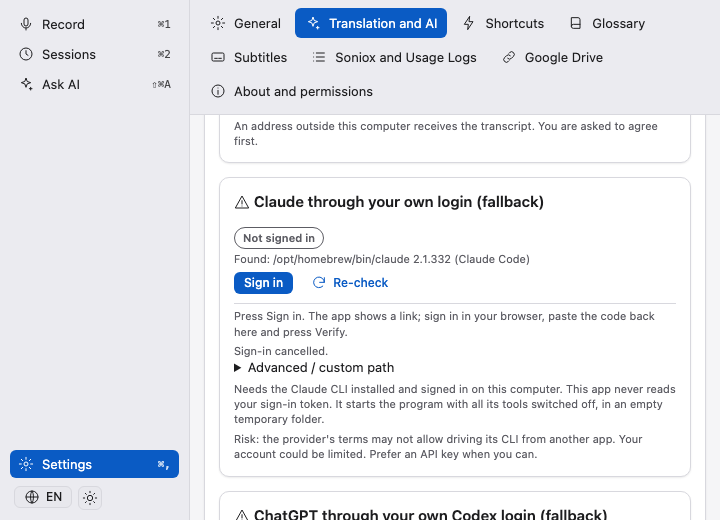 Record ⌘1
Sessions ⌘2
Ask AI ⇧⌘A
Settings ⌘,
EN
General
Translation and AI
Shortcuts
Glossary
Subtitles
Soniox and Usage Logs
Google Drive
About and permissions
An address outside this computer receives the transcript. You are asked to agree
first.
Claude through your own login (fallback)
Not signed in
Found: /opt/homebrew/bin/claude 2.1.332 (Claude Code)
Sign in
Re-check
Press Sign in. The app shows a link; sign in in your browser, paste the code back
here and press Verify.
Sign-in cancelled.
Advanced / custom path
Needs the Claude CLI installed and signed in on this computer. This app never reads
your sign-in token. It starts the program with all its tools switched off, in an empty
temporary folder.
Risk: the provider's terms may not allow driving its CLI from another app. Your
account could be limited. Prefer an API key when you can.
ChatGPT through your own Codex login (fallback)